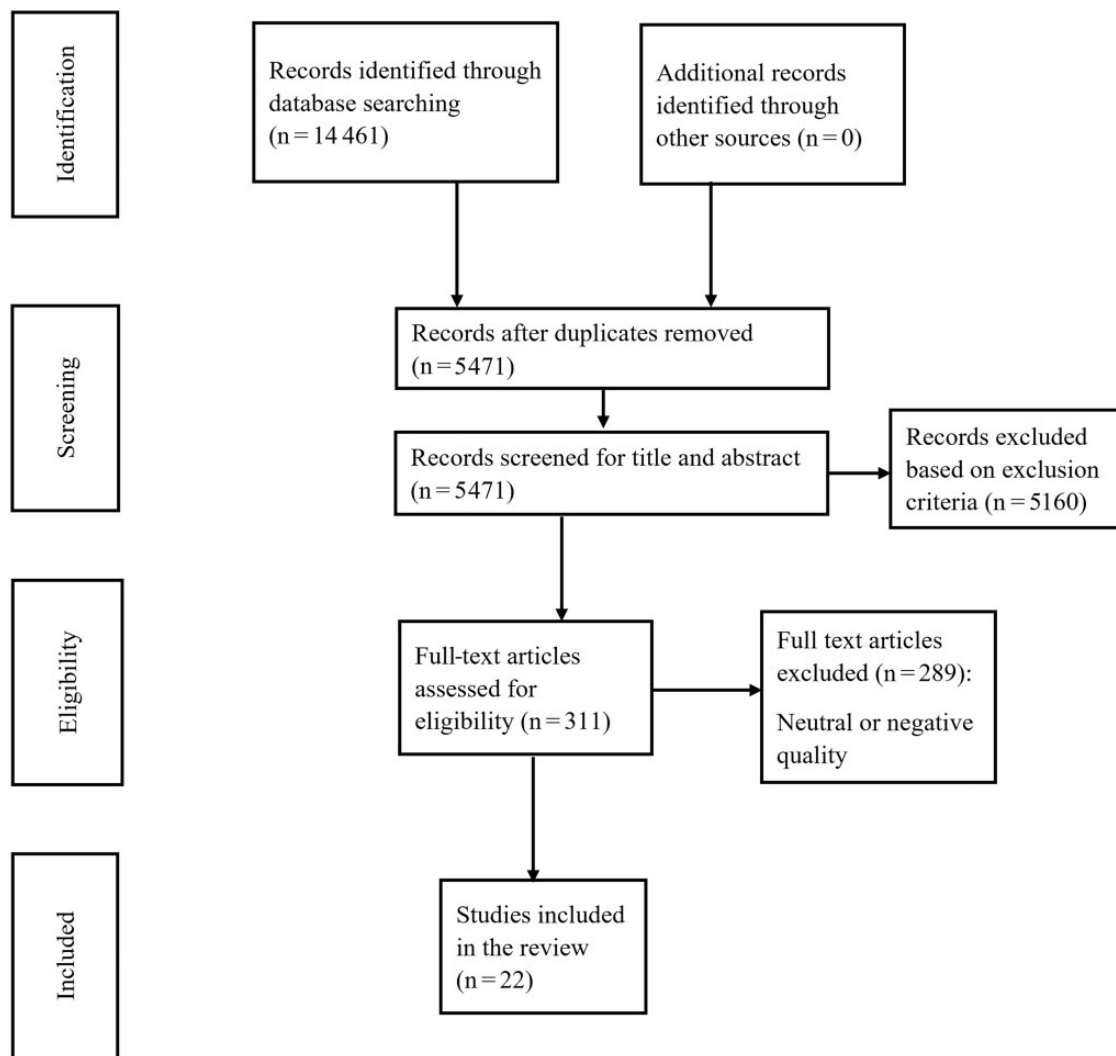 Identification
Records identified through
database searching
(n = 14 461)
Additional records
identified through
other sources (n = 0)
Screening
Records after duplicates removed
(n = 5471)
Records screened for title and abstract
(n = 5471)
Records excluded
based on exclusion
criteria (n = 5160)
Eligibility
Full-text articles
assessed for
eligibility (n = 311)
Full text articles
excluded (n = 289):
Neutral or negative
quality
Included
Studies included
in the review
(n = 22)